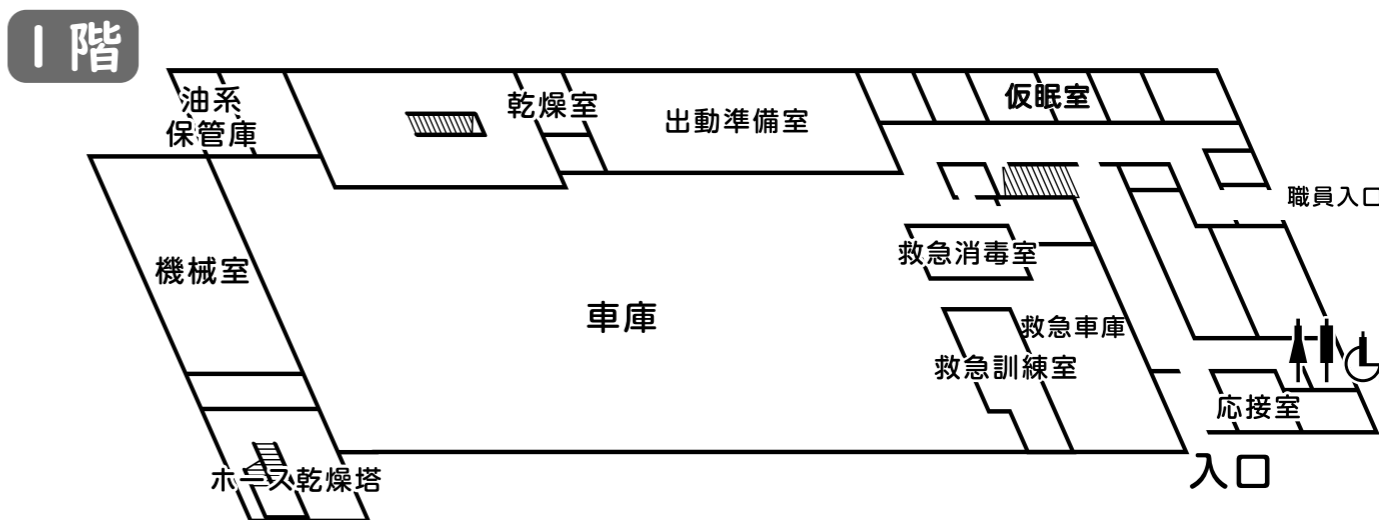 1階
油系
保管庫
乾燥室
出動準備室
仮眠室
職員入口
機械室
救急消毒室
車庫
救急車庫
救急訓練室
応接室
入口
ホース乾燥塔